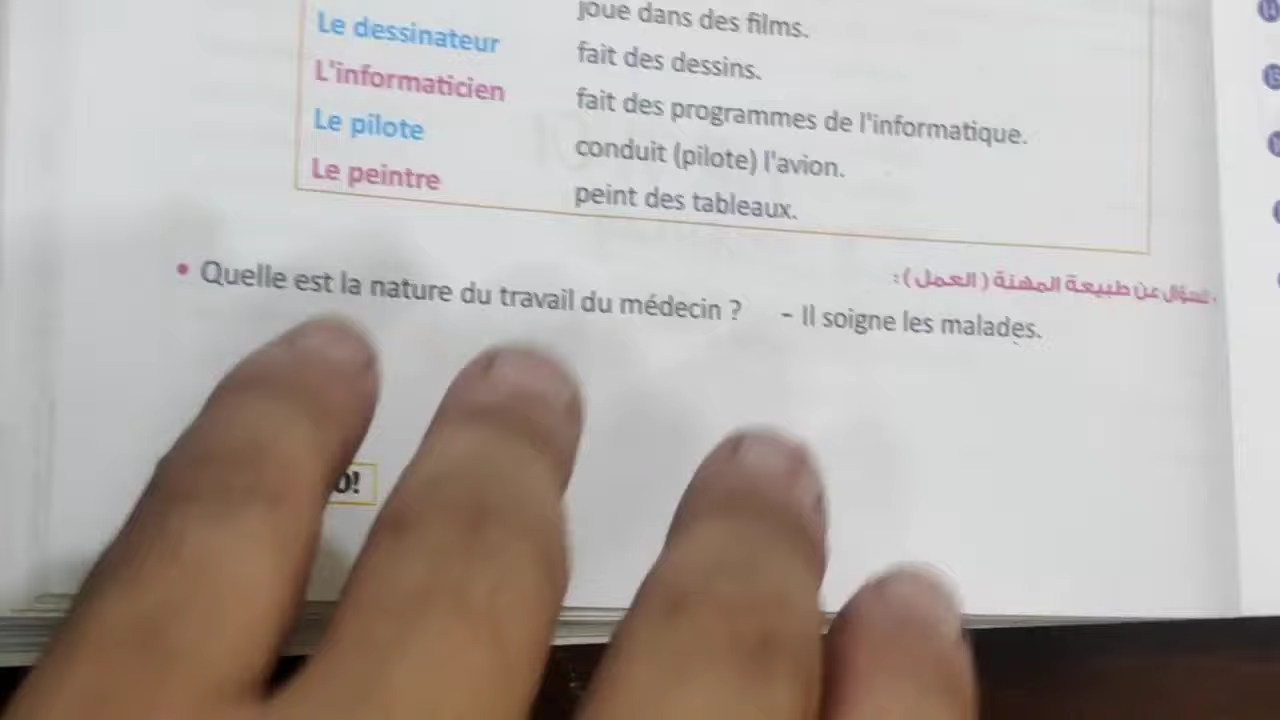 joue dans des films.
Le dessinateur fait des dessins.
L'informaticien fait des programmes de l'informatique.
Le pilote conduit (pilote) l'avion.
Le peintre peint des tableaux.
للسؤال عن طبيعة المهنة (العمل):
• Quelle est la nature du travail du médecin ? - Il soigne les malades.